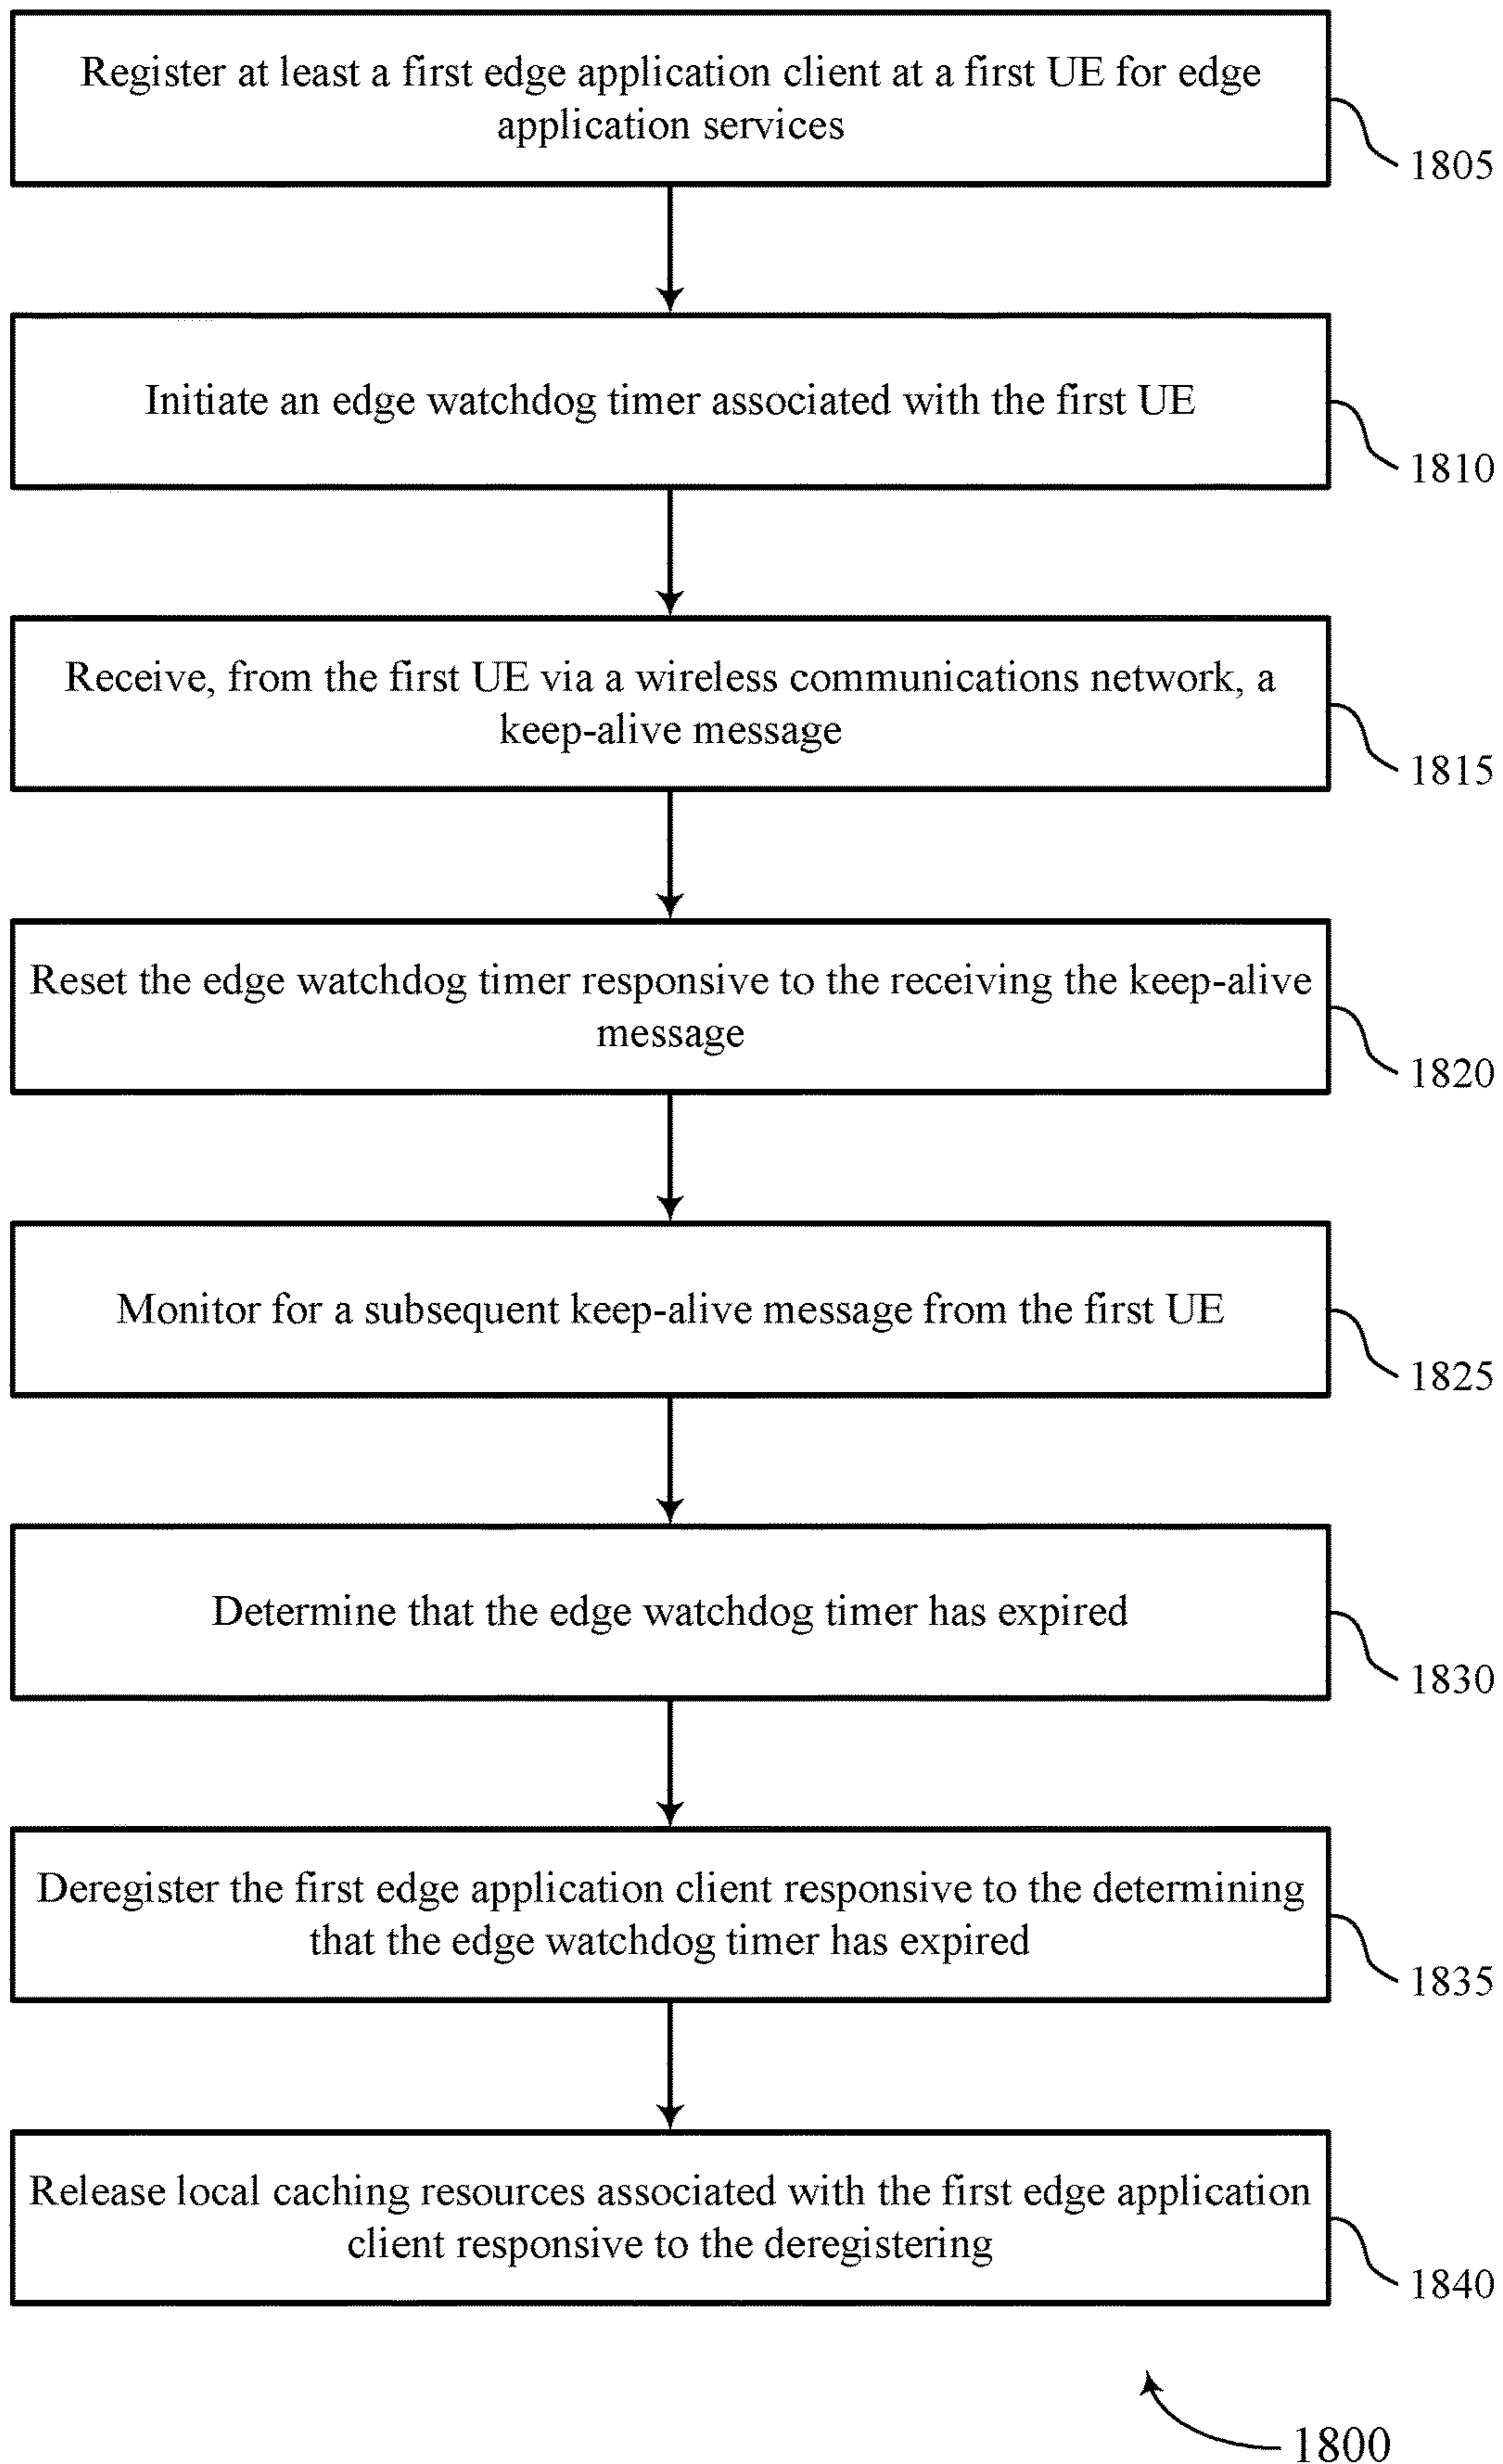 Register at least a first edge application client at a first UE for edge
application services
1805
Initiate an edge watchdog timer associated with the first UE
1810
Receive, from the first UE via a wireless communications network, a
keep-alive message
1815
Reset the edge watchdog timer responsive to the receiving the keep-alive
message
1820
Monitor for a subsequent keep-alive message from the first UE
1825
Determine that the edge watchdog timer has expired
1830
Deregister the first edge application client responsive to the determining
that the edge watchdog timer has expired
1835
Release local caching resources associated with the first edge application
client responsive to the deregistering
1840
1800